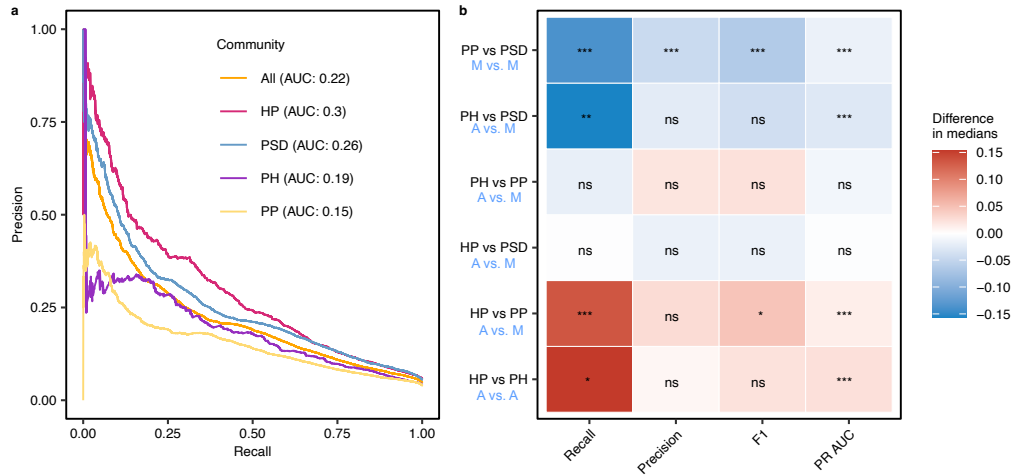 a
1.00
0.75
0.50
0.25
0.00
Precision
0.00 0.25 0.50 0.75 1.00
Recall
Community
All (AUC: 0.22)
HP (AUC: 0.3)
PSD (AUC: 0.26)
PH (AUC: 0.19)
PP (AUC: 0.15)
b
PP vs PSD *** *** *** ***
M vs. M
PH vs PSD ** ns ns ***
A vs. M
PH vs PP ns ns ns ns
A vs. M
HP vs PSD ns ns ns ns
A vs. M
HP vs PP *** ns * ***
A vs. M
HP vs PH * ns ns ***
A vs. A
Recall Precision F1 PR AUC
Difference
in medians
0.15
0.10
0.05
0.00
−0.05
−0.10
−0.15